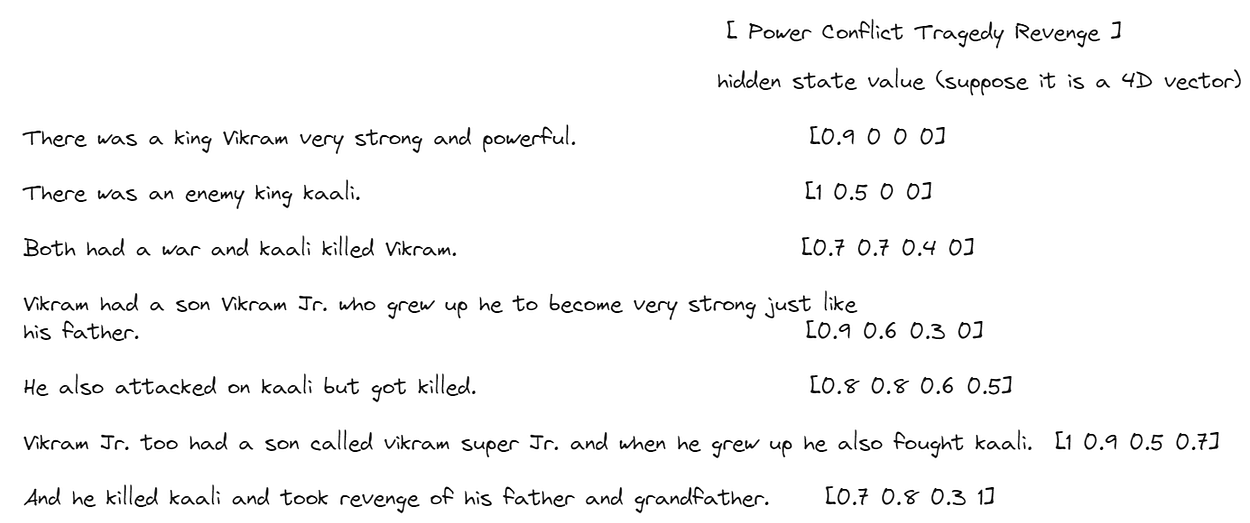 [ Power Conflict Tragedy Revenge ]
hidden state value (suppose it is a 4D vector)
There was a king Vikram very strong and powerful. [0.9 0 0 0]
There was an enemy king kaali. [1 0.5 0 0]
Both had a war and kaali killed Vikram. [0.7 0.7 0.4 0]
Vikram had a son Vikram Jr. who grew up he to become very strong just like
his father. [0.9 0.6 0.3 0]
He also attacked on kaali but got killed. [0.8 0.8 0.6 0.5]
Vikram Jr. too had a son called vikram super Jr. and when he grew up he also fought kaali. [1 0.9 0.5 0.7]
And he killed kaali and took revenge of his father and grandfather. [0.7 0.8 0.3 1]